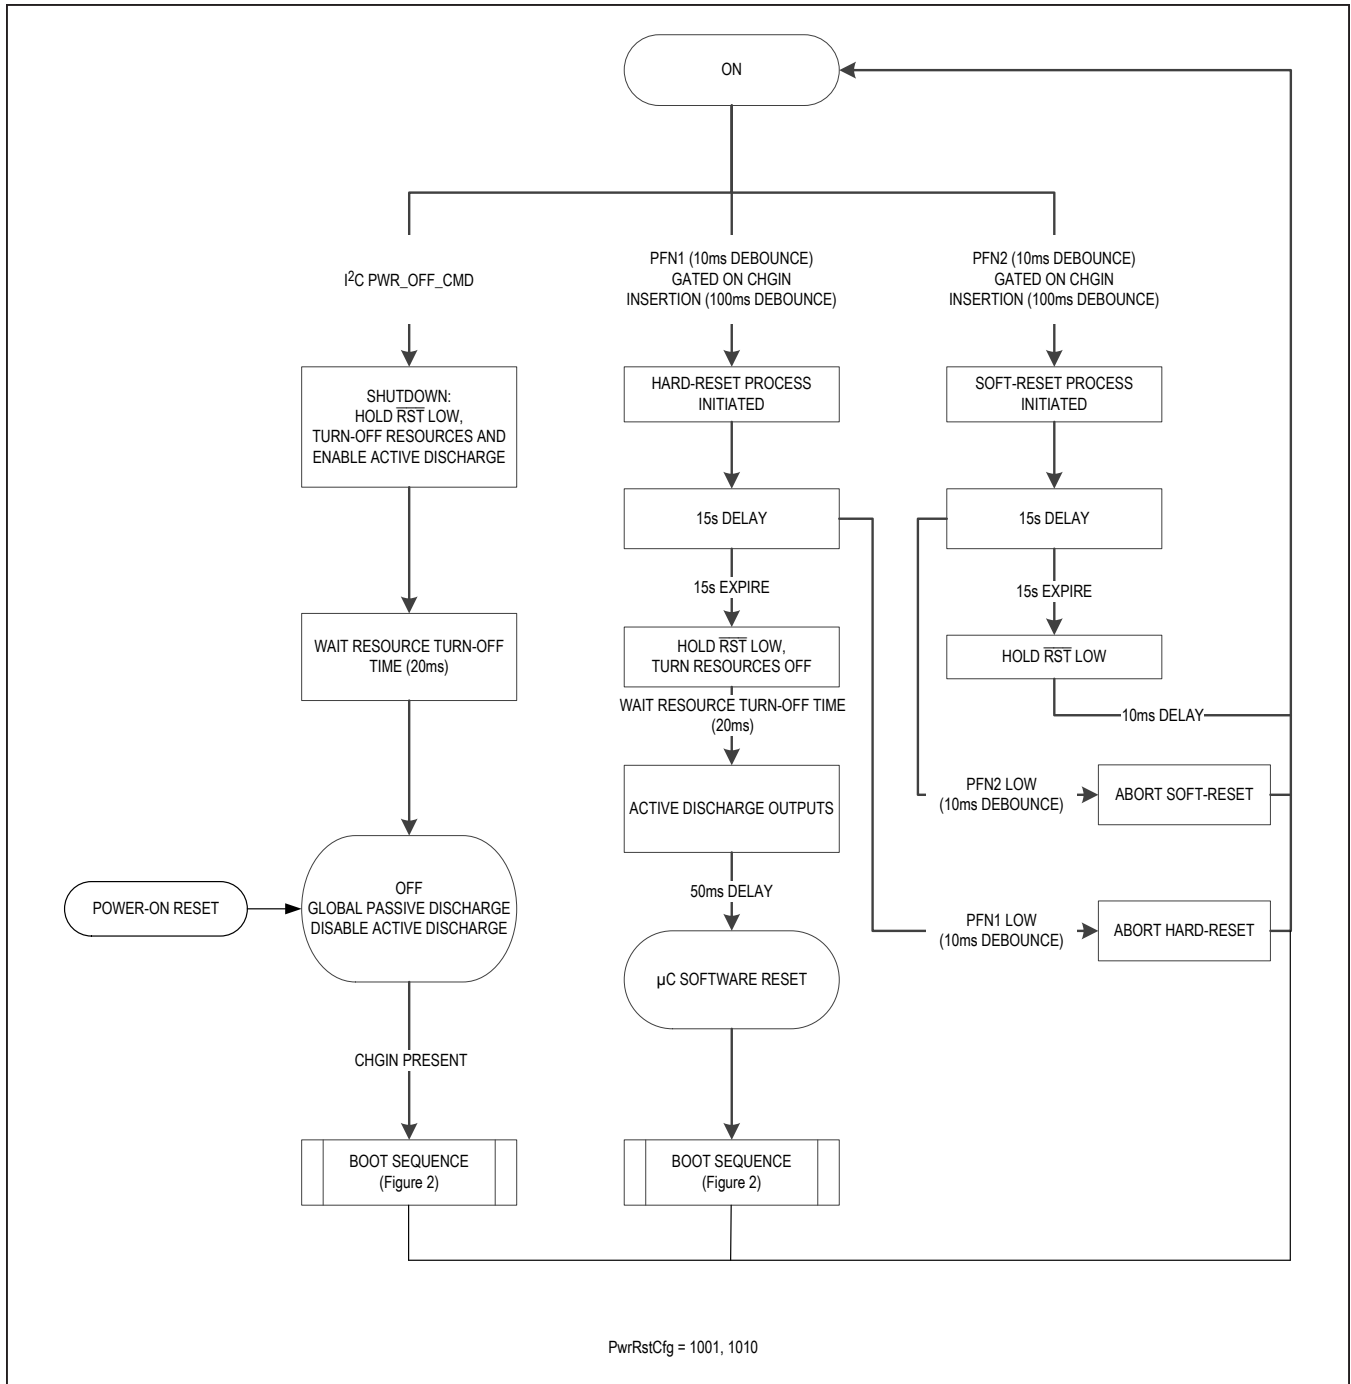 ON
I2C PWR_OFF_CMD
PFN1 (10ms DEBOUNCE)
GATED ON CHGIN
INSERTION (100ms DEBOUNCE)
PFN2 (10ms DEBOUNCE)
GATED ON CHGIN
INSERTION (100ms DEBOUNCE)
SHUTDOWN:
HOLD RST LOW,
TURN-OFF RESOURCES AND
ENABLE ACTIVE DISCHARGE
HARD-RESET PROCESS
INITIATED
SOFT-RESET PROCESS
INITIATED
15s DELAY
15s DELAY
15s EXPIRE
15s EXPIRE
WAIT RESOURCE TURN-OFF
TIME (20ms)
HOLD RST LOW,
TURN RESOURCES OFF
HOLD RST LOW
WAIT RESOURCE TURN-OFF TIME
(20ms)
10ms DELAY
ACTIVE DISCHARGE OUTPUTS
PFN2 LOW
(10ms DEBOUNCE)
ABORT SOFT-RESET
POWER-ON RESET
OFF
GLOBAL PASSIVE DISCHARGE
DISABLE ACTIVE DISCHARGE
50ms DELAY
PFN1 LOW
(10ms DEBOUNCE)
ABORT HARD-RESET
µC SOFTWARE RESET
CHGIN PRESENT
BOOT SEQUENCE
(Figure 2)
BOOT SEQUENCE
(Figure 2)
PwrRstCfg = 1001, 1010